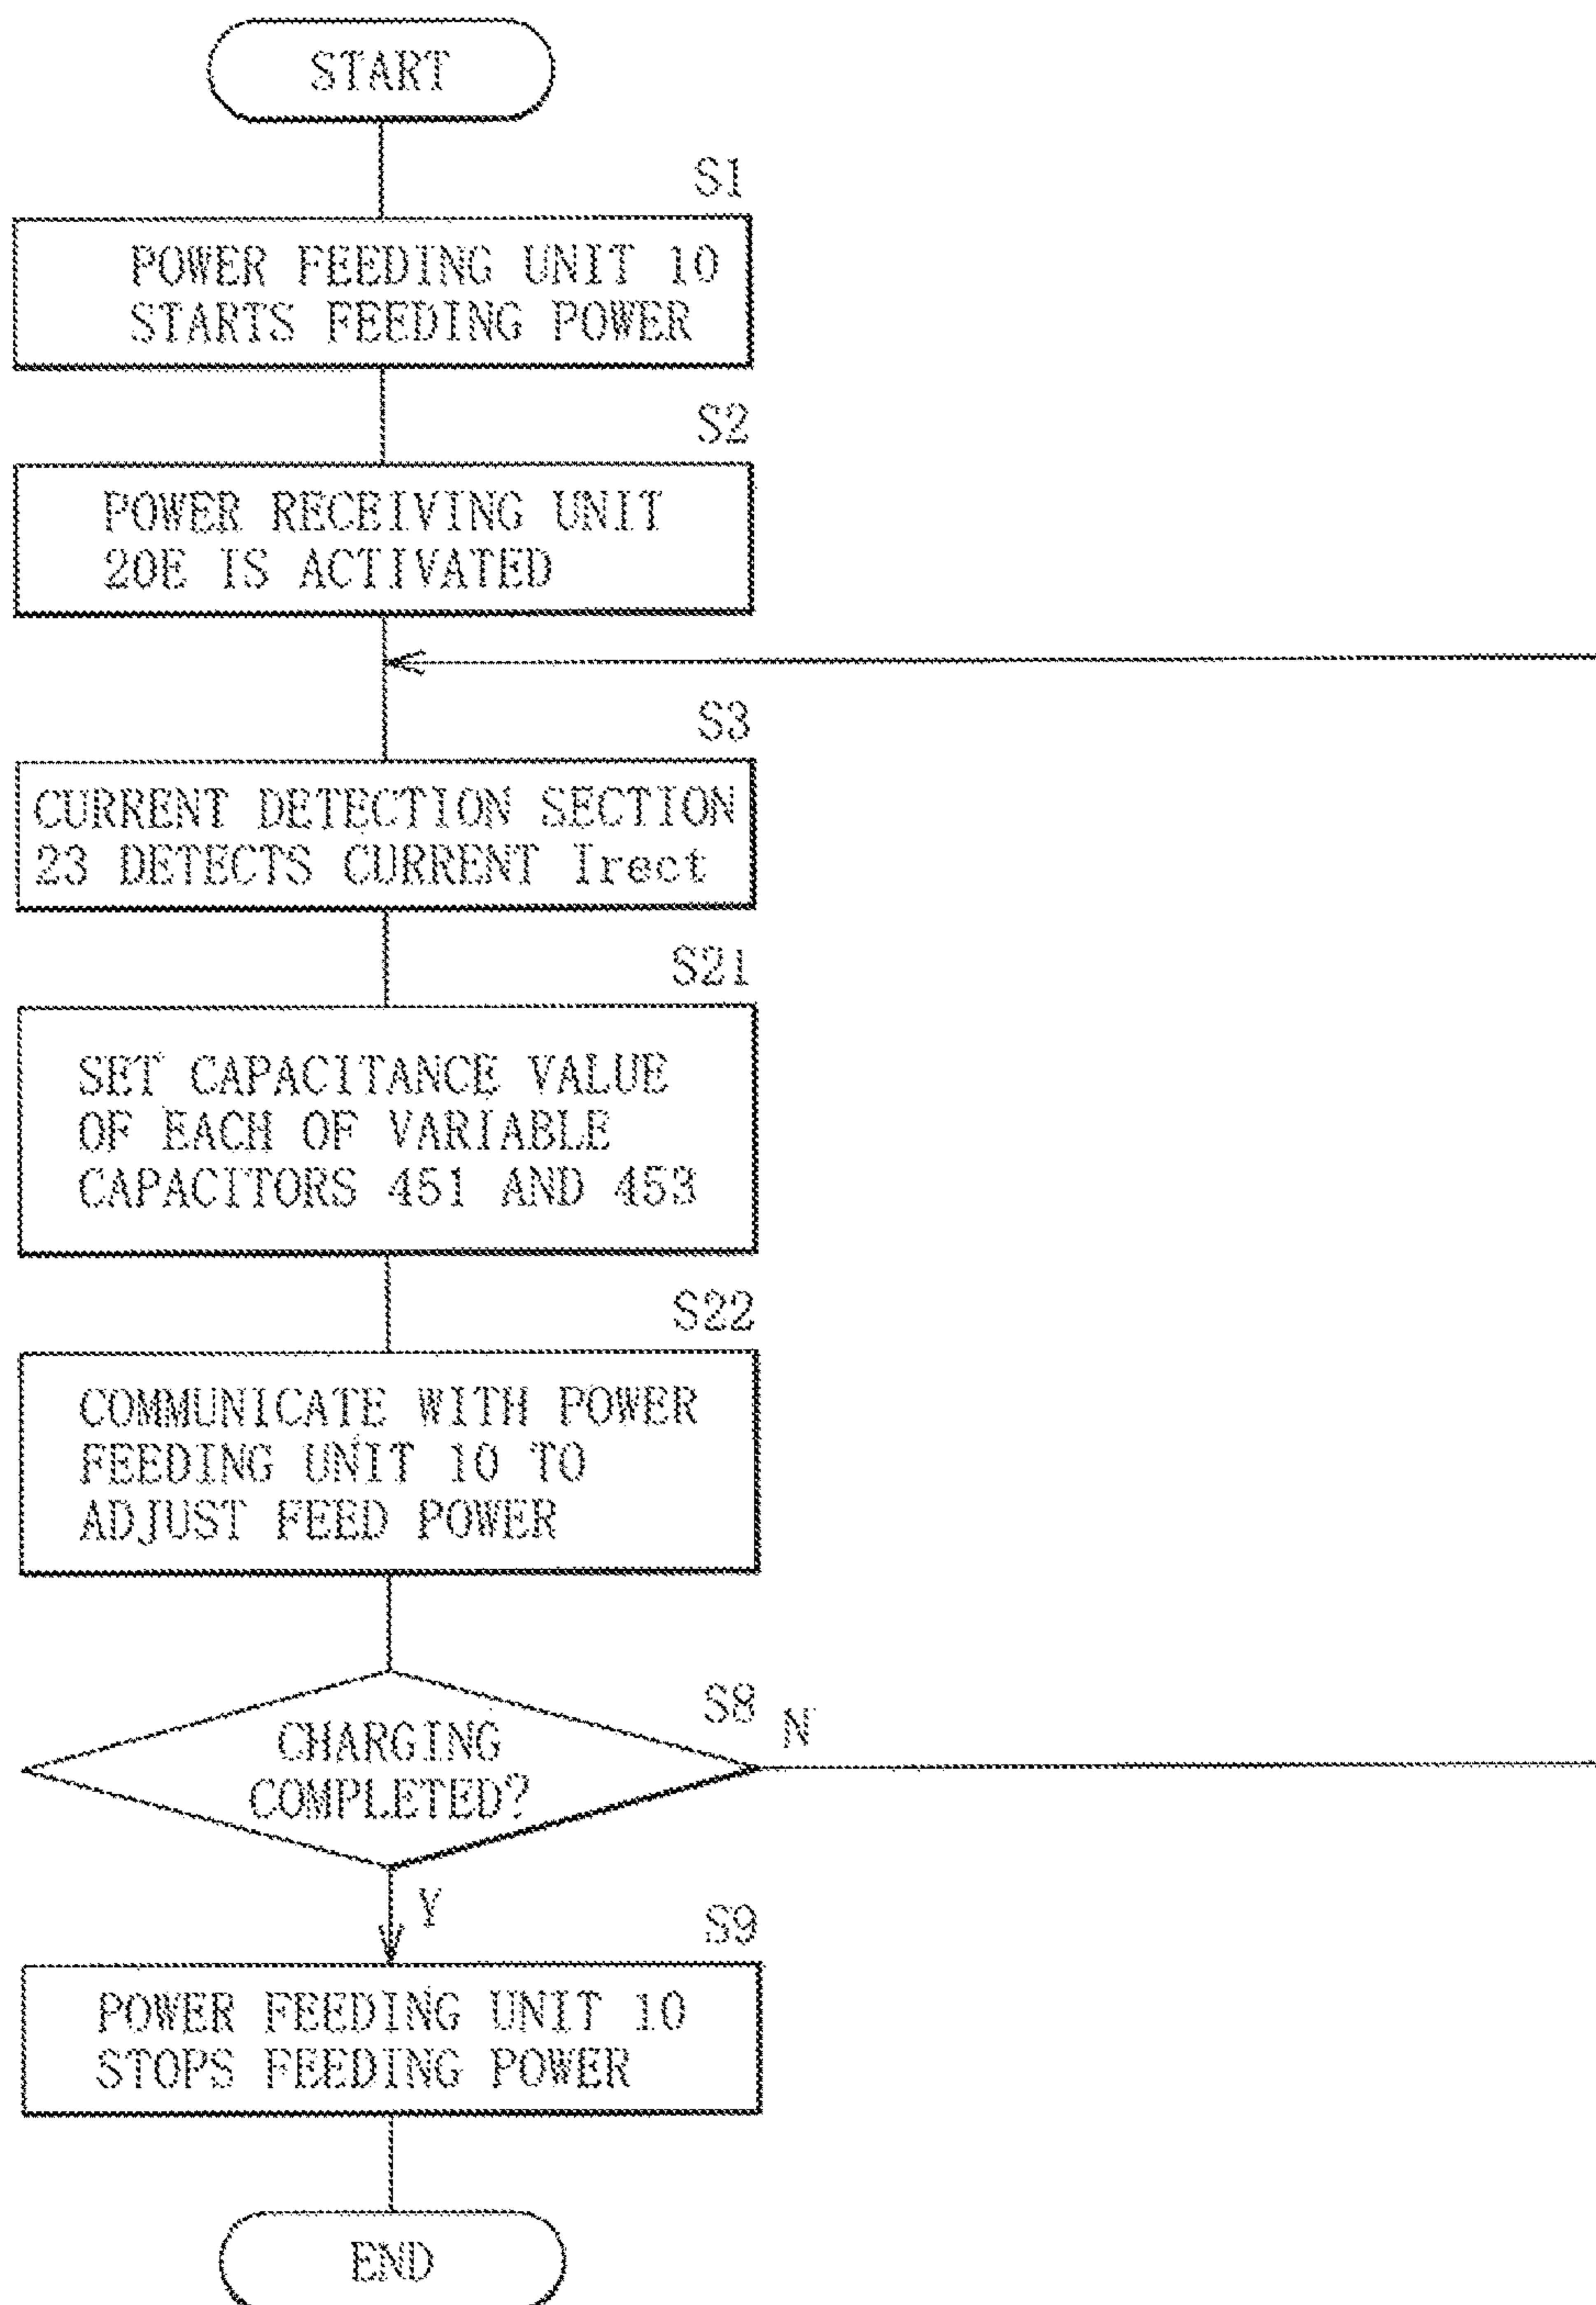 START
S1
POWER FEEDING UNIT 10
STARTS FEEDING POWER
S2
POWER RECEIVING UNIT
20E IS ACTIVATED
S3
CURRENT DETECTION SECTION
23 DETECTS CURRENT Irect
S21
SET CAPACITANCE VALUE
OF EACH OF VARIABLE
CAPACITORS 451 AND 453
S22
COMMUNICATE WITH POWER
FEEDING UNIT 10 TO
ADJUST FEED POWER
S8
N
CHARGING
COMPLETED?
Y
S9
POWER FEEDING UNIT 10
STOPS FEEDING POWER
END